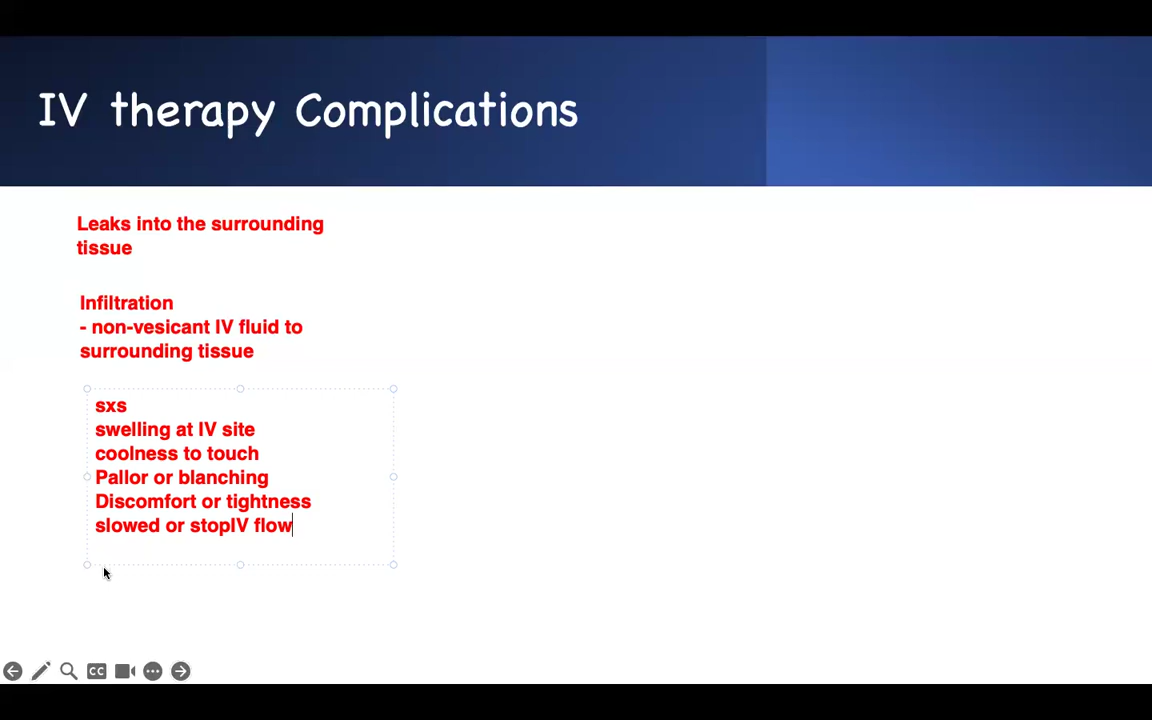 IV therapy Complications
Leaks into the surrounding
tissue
Infiltration
- non-vesicant IV fluid to
surrounding tissue
sxs
swelling at IV site
coolness to touch
Pallor or blanching
Discomfort or tightness
slowed or stopIV flow
CC